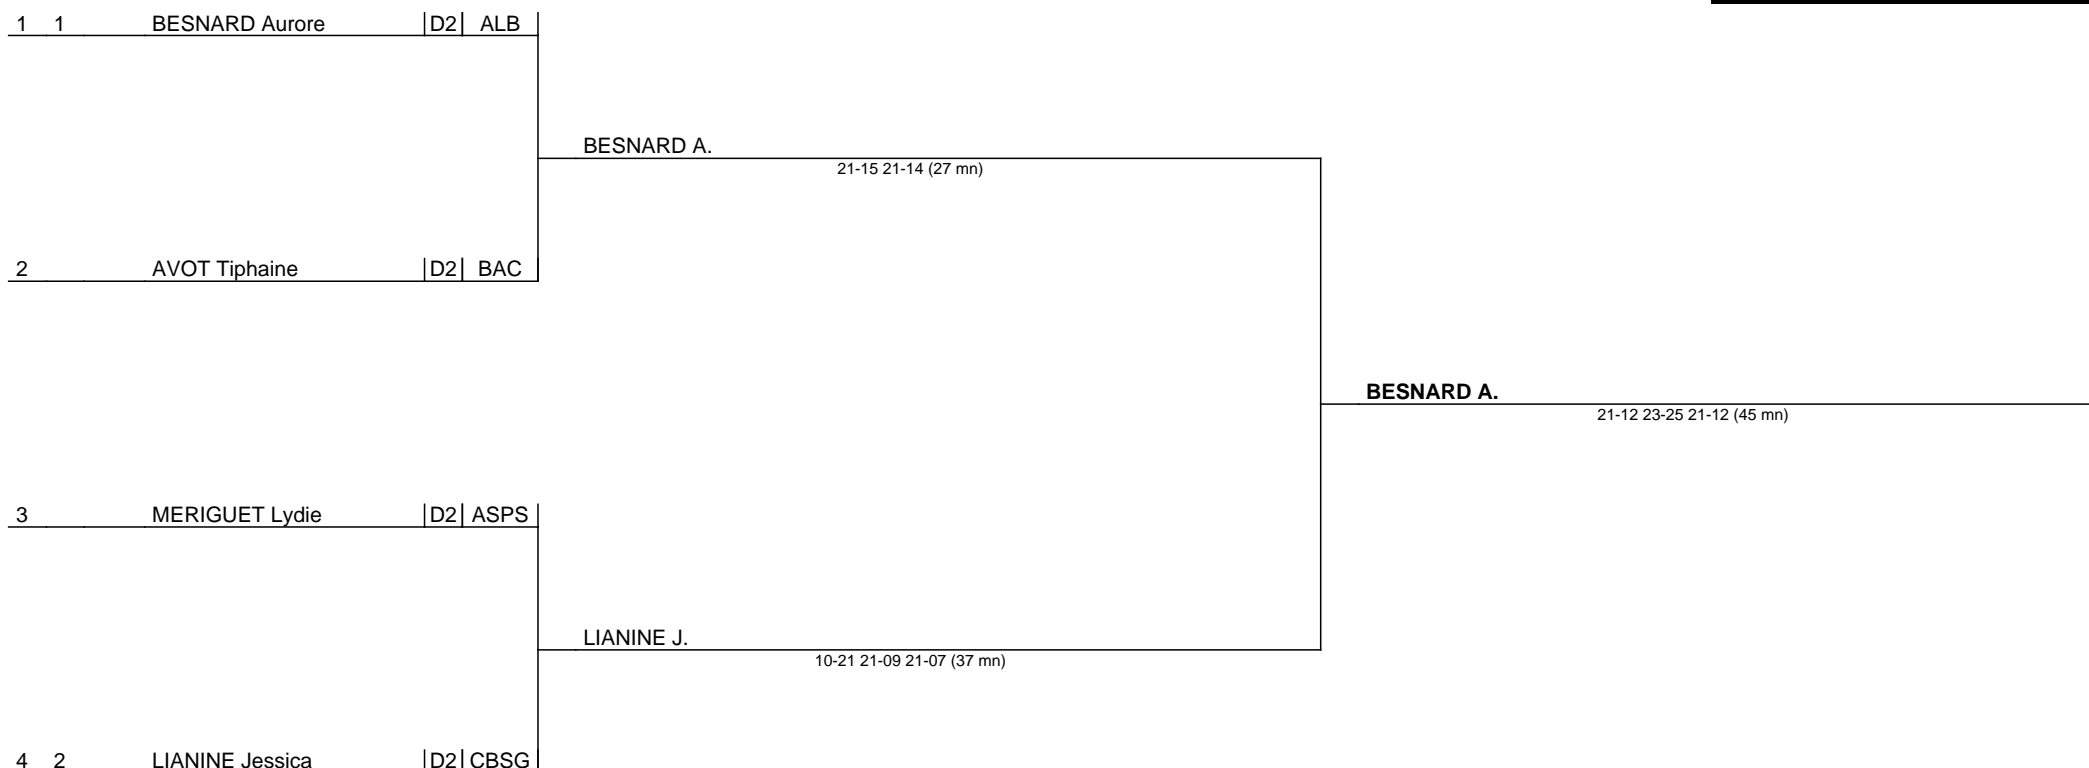 1 1 BESNARD Aurore D2 ALB
BESNARD A.
21-15 21-14 (27 mn)
2 AVOT Tiphaine D2 BAC
BESNARD A.
21-12 23-25 21-12 (45 mn)
3 MERIGUET Lydie D2 ASPS
LIANINE J.
10-21 21-09 21-07 (37 mn)
4 2 LIANINE Jessica D2 CBSG